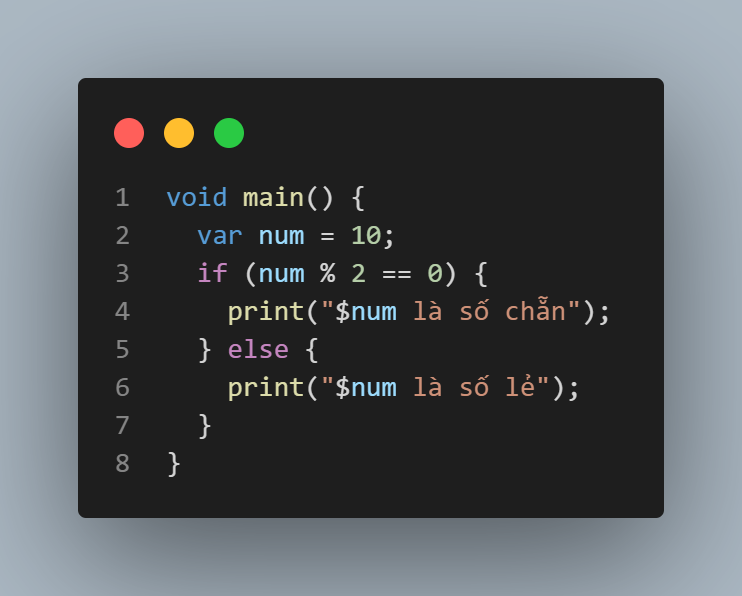 1 void main() {
2   var num = 10;
3   if (num % 2 == 0) {
4     print("$num là số chẵn");
5   } else {
6     print("$num là số lẻ");
7   }
8 }